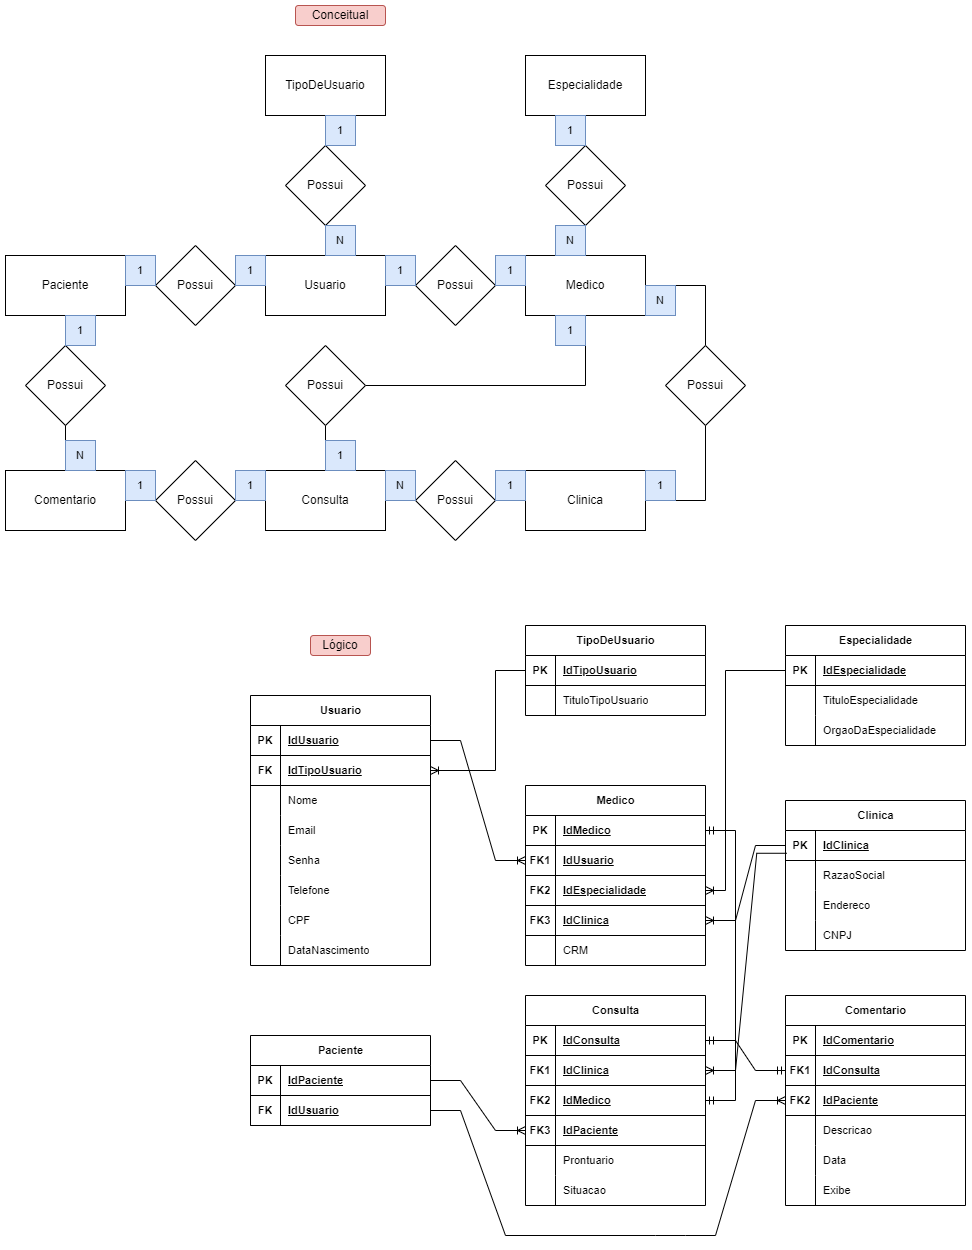 Conceitual
TipoDeUsuario
Especialidade
1
1
Possui
Possui
N
N
Paciente
1
Possui
1
Usuario
1
Possui
1
Medico
N
1
1
Possui
Possui
Possui
N
1
Comentario
1
Possui
1
Consulta
N
Possui
1
Clinica
1
Lógico
TipoDeUsuario
PK IdTipoUsuario
TituloTipoUsuario
Especialidade
PK IdEspecialidade
TituloEspecialidade
OrgaoDaEspecialidade
Usuario
PK IdUsuario
FK IdTipoUsuario
Nome
Email
Senha
Telefone
CPF
DataNascimento
Medico
PK IdMedico
FK1 IdUsuario
FK2 IdEspecialidade
FK3 IdClinica
CRM
Clinica
PK IdClinica
RazaoSocial
Endereco
CNPJ
Paciente
PK IdPaciente
FK IdUsuario
Consulta
PK IdConsulta
FK1 IdClinica
FK2 IdMedico
FK3 IdPaciente
Prontuario
Situacao
Comentario
PK IdComentario
FK1 IdConsulta
FK2 IdPaciente
Descricao
Data
Exibe